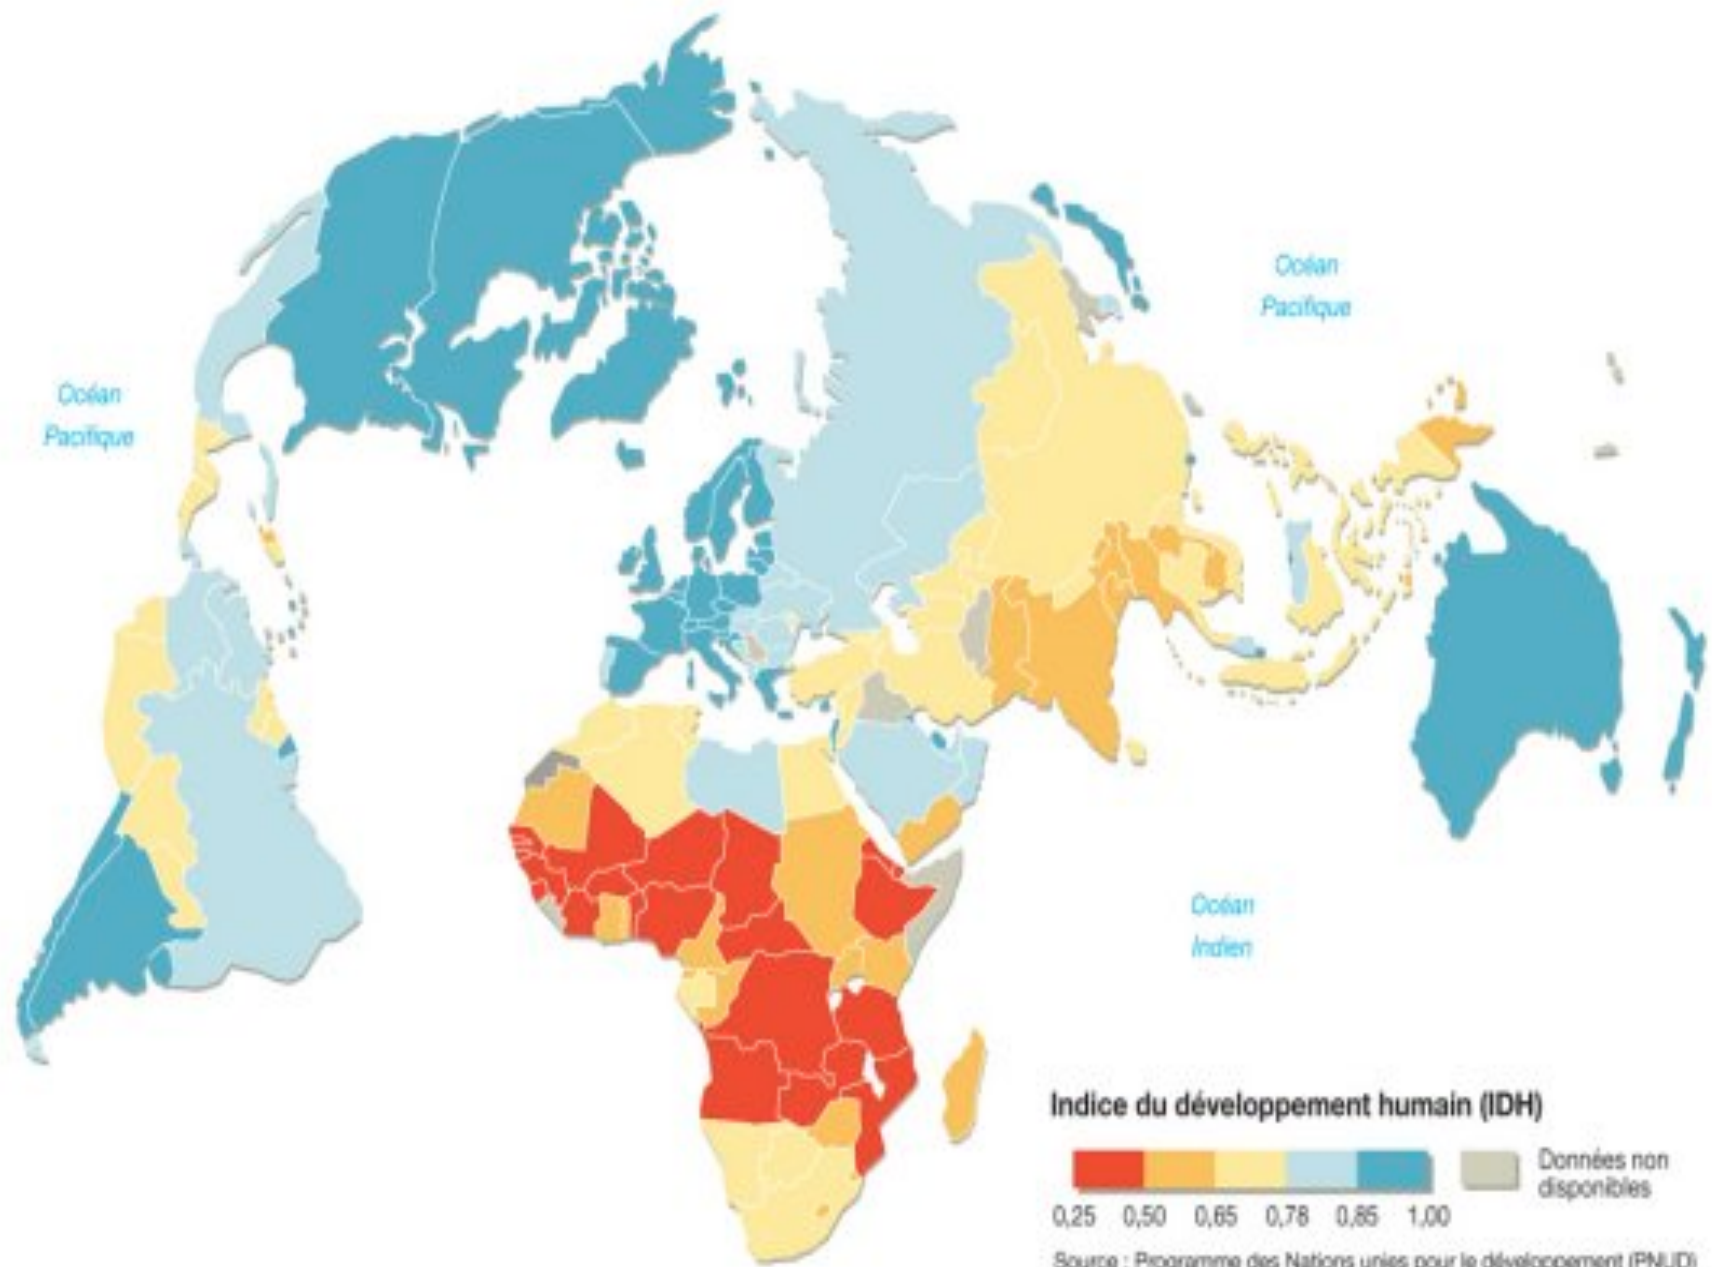 Océan
Pacifique
Océan
Pacifique
Océan
Indien
Indice du développement humain (IDH)
Données non
disponibles
0,25 0,50 0,65 0,78 0,85 1,00
Source : Programme des Nations unies pour le développement (PNUD)